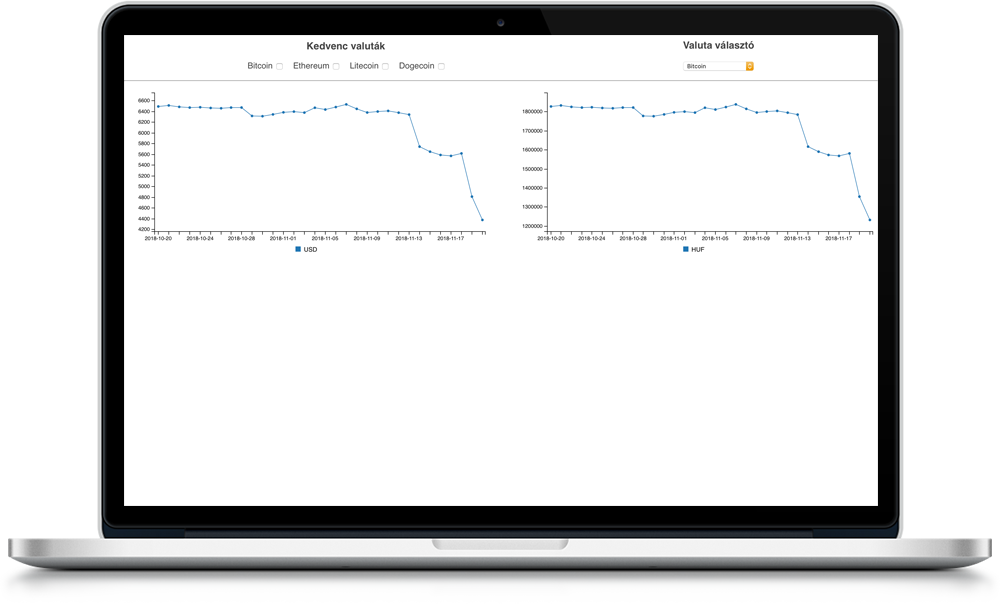 Kedvenc valuták
Bitcoin Ethereum Litecoin Dogecoin
Valuta választó
Bitcoin
6600
6400
6200
6000
5800
5600
5400
5200
5000
4800
4600
4400
4200
2018-10-20 2018-10-24 2018-10-28 2018-11-01 2018-11-05 2018-11-09 2018-11-13 2018-11-17
USD
1800000
1700000
1600000
1500000
1400000
1300000
1200000
2018-10-20 2018-10-24 2018-10-28 2018-11-01 2018-11-05 2018-11-09 2018-11-13 2018-11-17
HUF